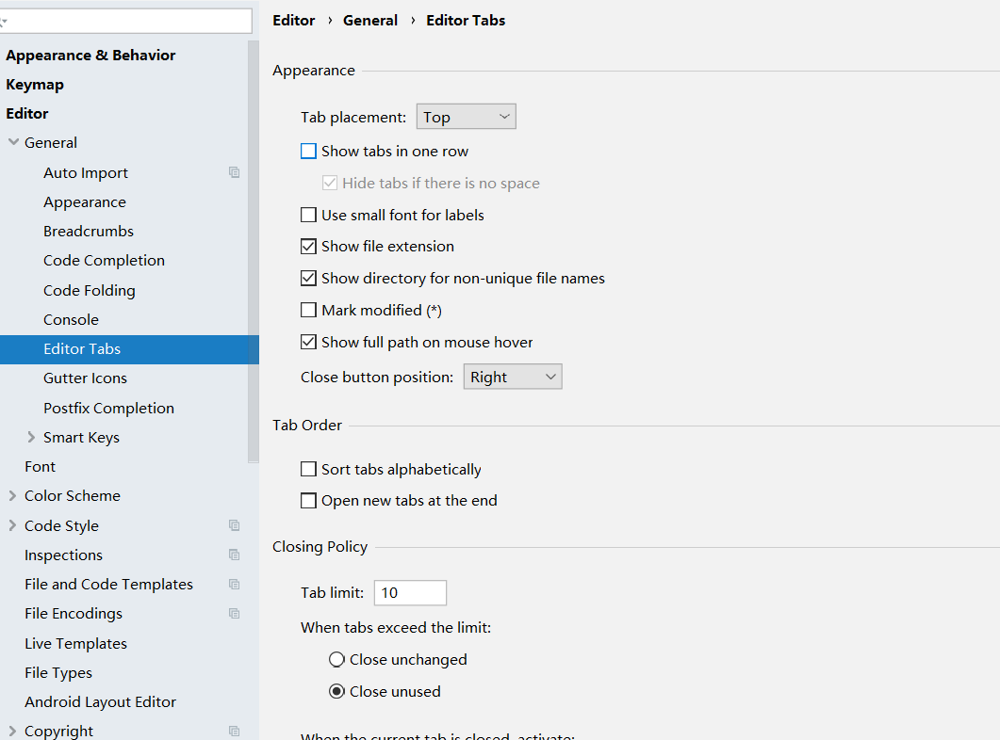 Editor › General › Editor Tabs
Appearance & Behavior
Keymap
Editor
General
Auto Import
Appearance
Breadcrumbs
Code Completion
Code Folding
Console
Editor Tabs
Gutter Icons
Postfix Completion
Smart Keys
Font
Color Scheme
Code Style
Inspections
File and Code Templates
File Encodings
Live Templates
File Types
Android Layout Editor
Copyright
Appearance
Tab placement: Top
Show tabs in one row
Hide tabs if there is no space
Use small font for labels
Show file extension
Show directory for non-unique file names
Mark modified (*)
Show full path on mouse hover
Close button position: Right
Tab Order
Sort tabs alphabetically
Open new tabs at the end
Closing Policy
Tab limit: 10
When tabs exceed the limit:
Close unchanged
Close unused
When the current tab is closed, activate: